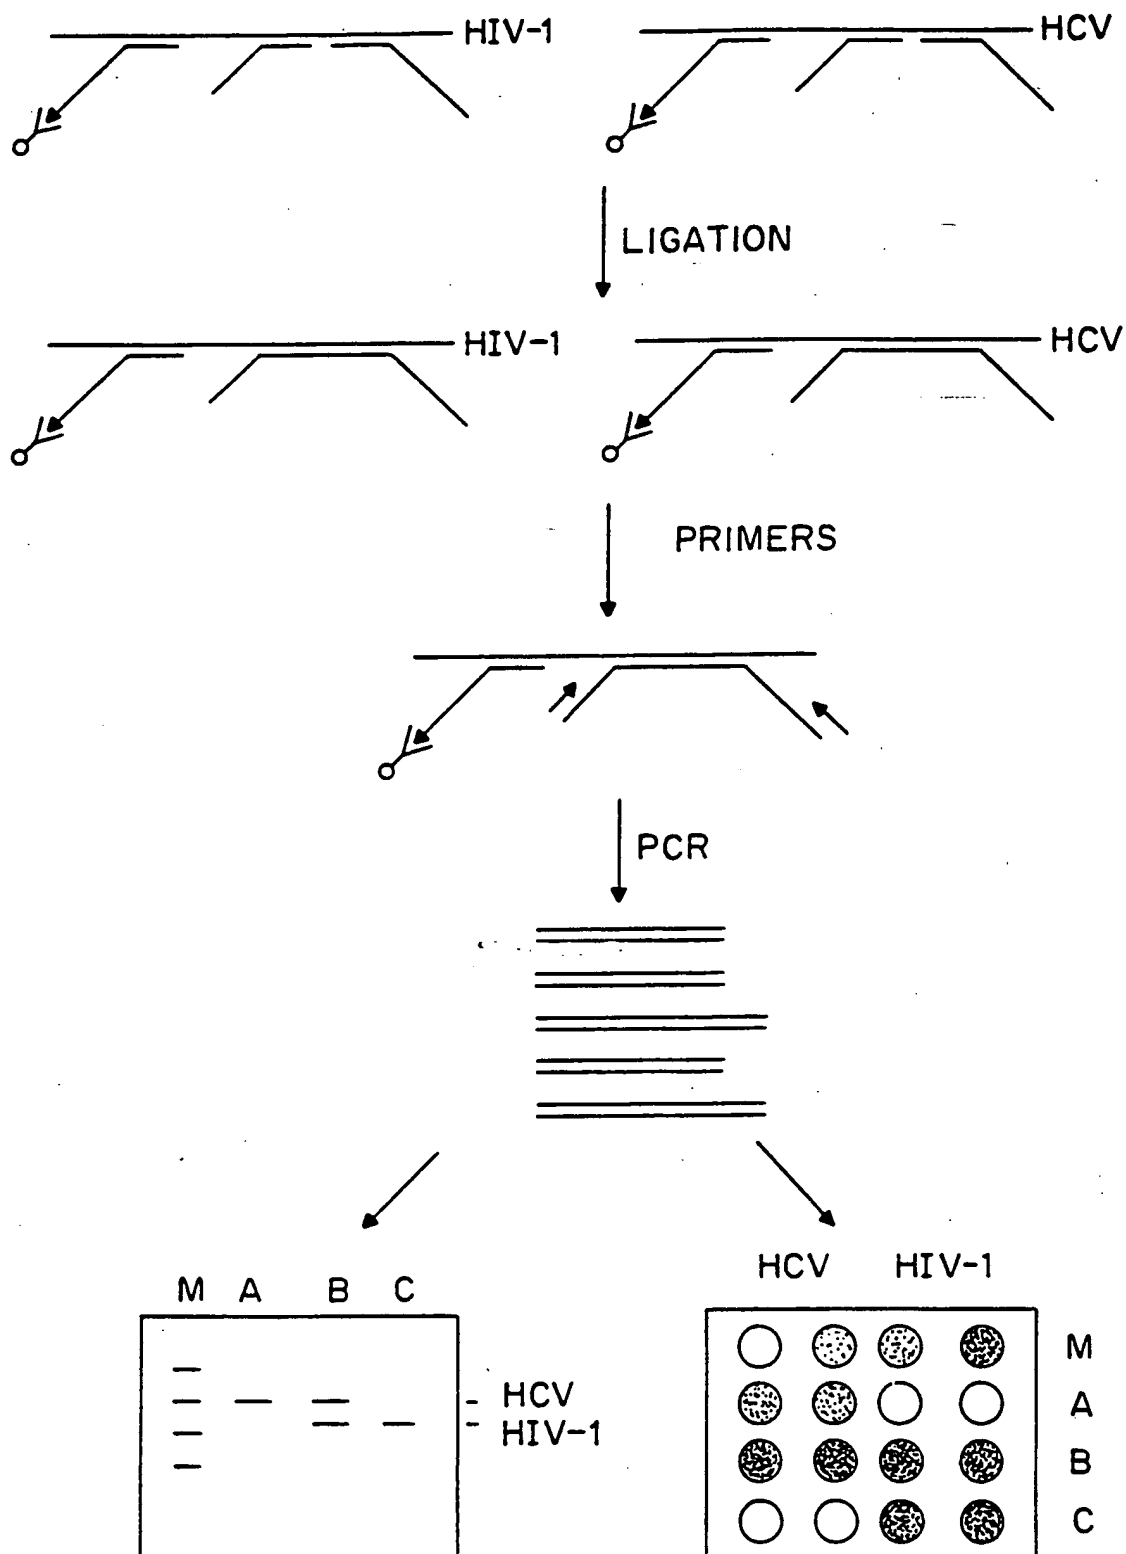 HIV-1
HCV
LIGATION
HIV-1
HCV
PRIMERS
PCR
M A B C
HCV
HIV-1
HCV HIV-1
M
A
B
C